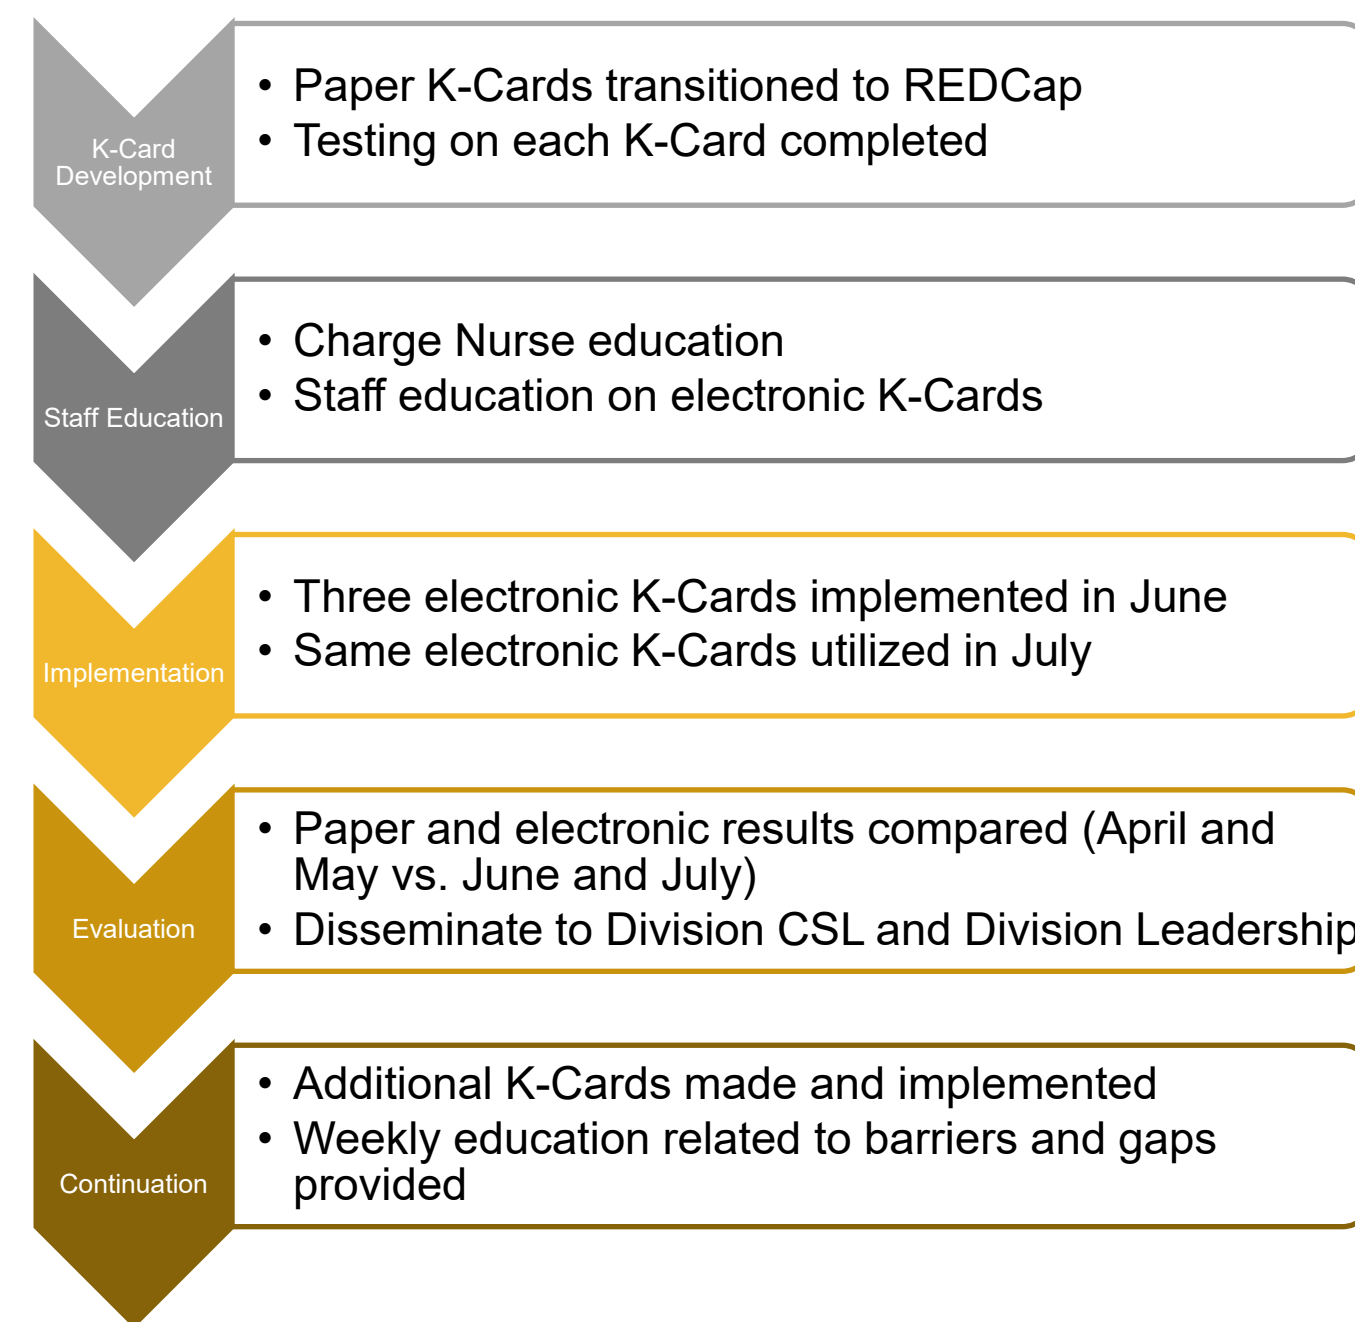 K-Card
Development
• Paper K-Cards transitioned to REDCap
• Testing on each K-Card completed
Staff Education
• Charge Nurse education
• Staff education on electronic K-Cards
Implementation
• Three electronic K-Cards implemented in June
• Same electronic K-Cards utilized in July
Evaluation
• Paper and electronic results compared (April and
May vs. June and July)
• Disseminate to Division CSL and Division Leadership
Continuation
• Additional K-Cards made and implemented
• Weekly education related to barriers and gaps
provided